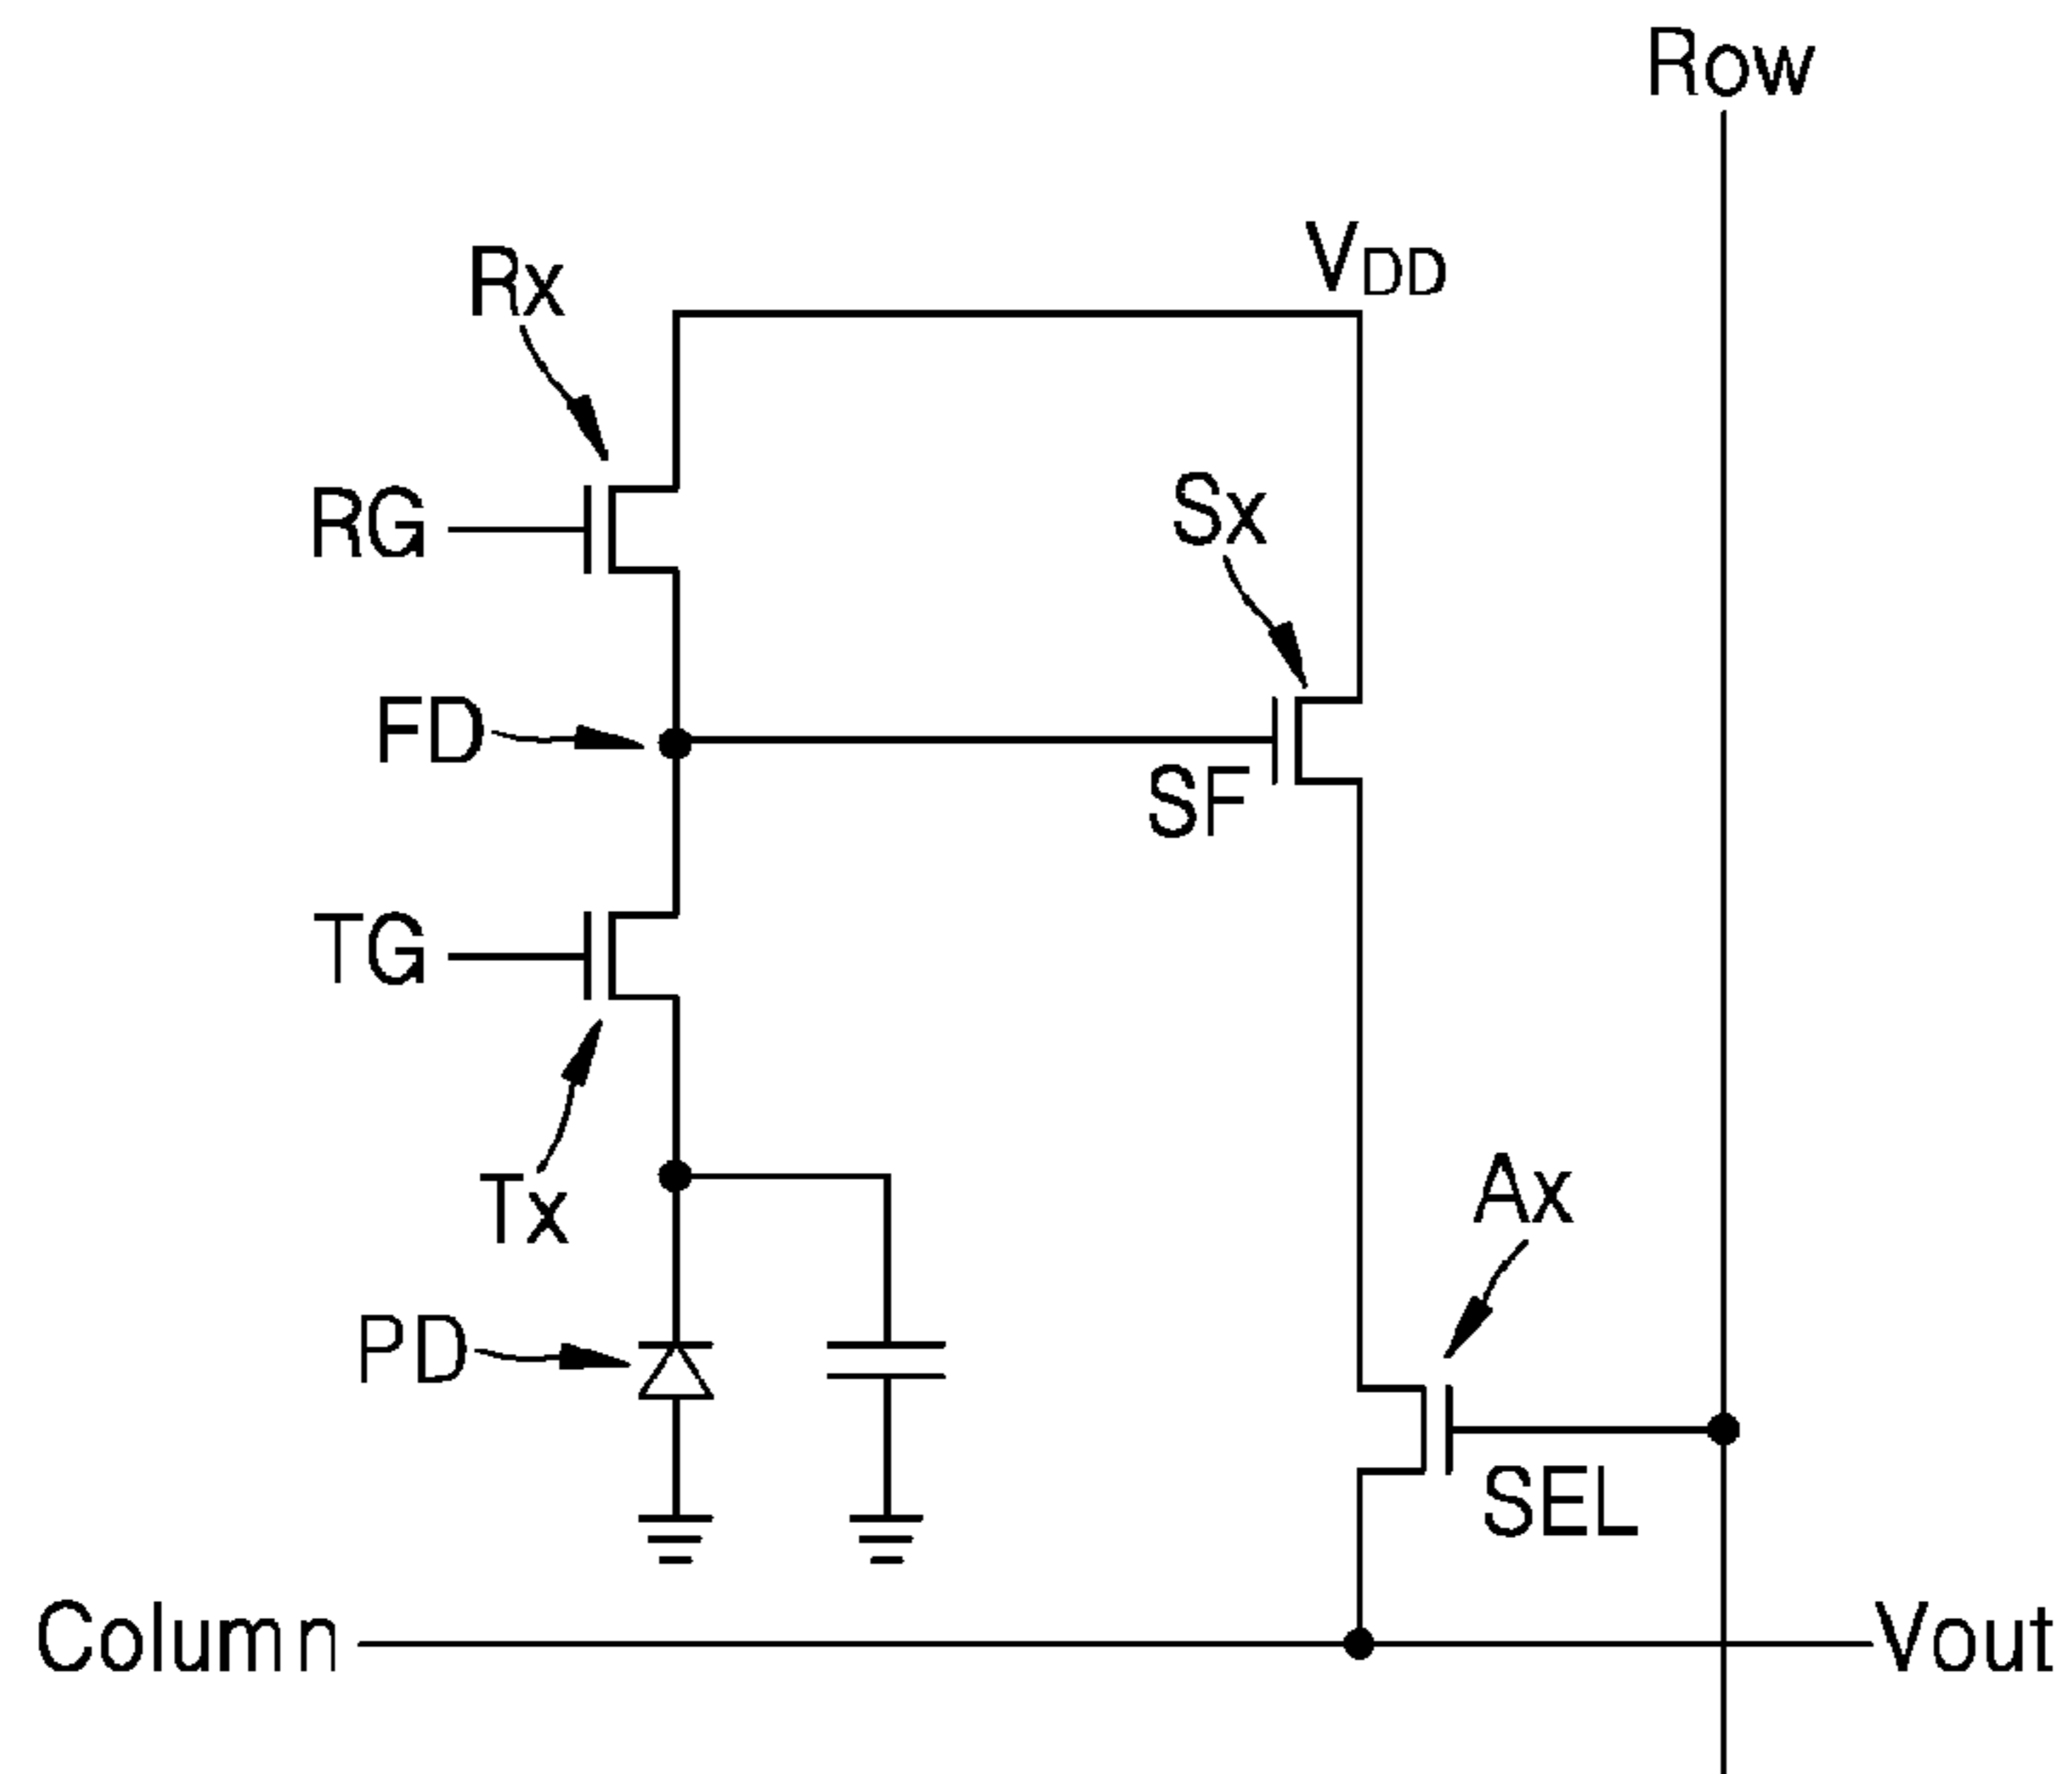 Row
VDD
Rx
RG
Sx
FD
SF
TG
Tx
Ax
PD
SEL
Column
Vout